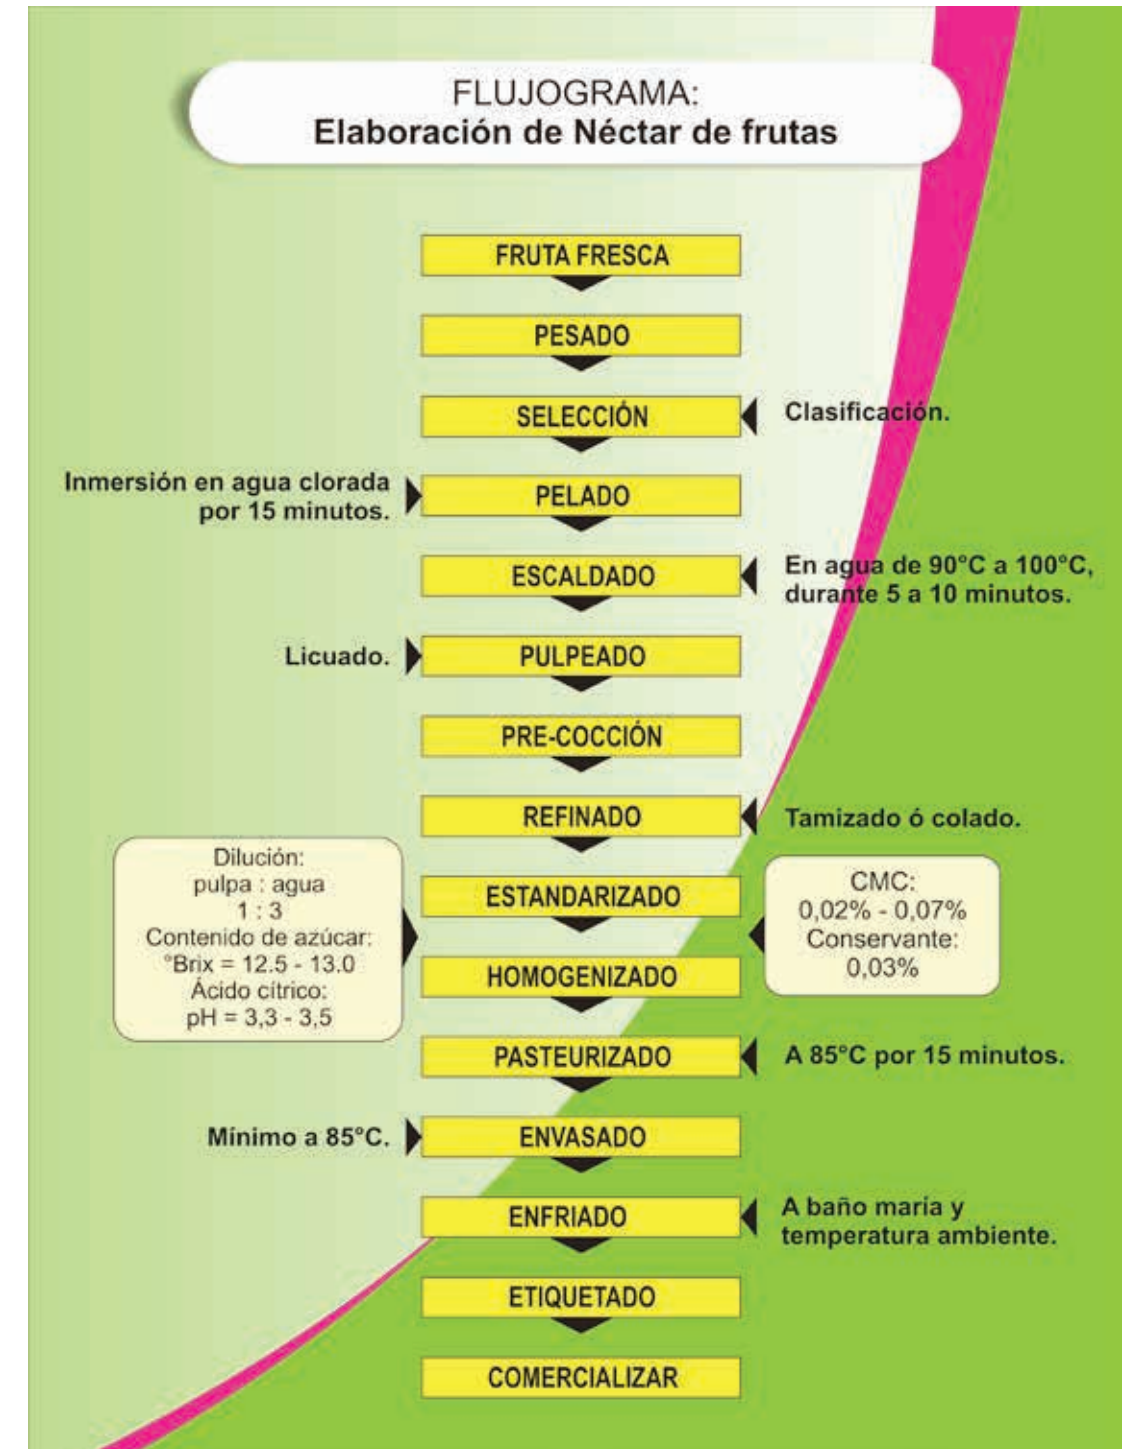 FLUJOGRAMA:
Elaboración de Néctar de frutas
FRUTA FRESCA
PESADO
SELECCIÓN
Clasificación.
Inmersión en agua clorada
por 15 minutos.
PELADO
ESCALDADO
En agua de 90°C a 100°C,
durante 5 a 10 minutos.
Licuado.
PULPEADO
PRE-COCCIÓN
REFINADO
Tamizado ó colado.
Dilución:
pulpa : agua
1 : 3
Contenido de azúcar:
°Brix = 12.5 - 13.0
Ácido cítrico:
pH = 3,3 - 3,5
ESTANDARIZADO
CMC:
0,02% - 0,07%
Conservante:
0,03%
HOMOGENIZADO
PASTEURIZADO
A 85°C por 15 minutos.
Mínimo a 85°C.
ENVASADO
ENFRIADO
A baño maría y
temperatura ambiente.
ETIQUETADO
COMERCIALIZAR